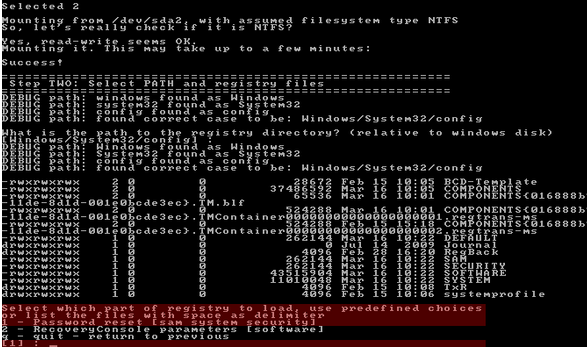 Selected 2
Mounting from /dev/sda2, with assumed filesystem type NTFS
So, let's really check if it is NTFS?
Yes, read-write seems OK.
Mounting it. This may take up to a few minutes:
Success!
Step TWO: Select PATH and registry files
DEBUG path: windows found as Windows
DEBUG path: system32 found as System32
DEBUG path: config found as config
DEBUG path: found correct case to be: Windows/System32/config
What is the path to the registry directory? (relative to windows disk)
[Windows/System32/config] :
DEBUG path: Windows found as Windows
DEBUG path: System32 found as System32
DEBUG path: config found as config
DEBUG path: found correct case to be: Windows/System32/config
-rwxrwxrwx 2 0 0 28672 Feb 15 10:05 BCD-Template
-rwxrwxrwx 2 0 0 37486592 Mar 16 10:05 COMPONENTS
-rwxrwxrwx 2 0 0 65536 Mar 16 10:01 COMPONENTS{016888b
-11de-8d1d-001e0bcde3ec}.TM.blf
-rwxrwxrwx 2 0 0 524288 Mar 16 10:01 COMPONENTS{016888b
-11de-8d1d-001e0bcde3ec}.TMContainer00000000000000000001.regtrans-ms
-rwxrwxrwx 2 0 0 524288 Feb 15 15:18 COMPONENTS{016888b
-11de-8d1d-001e0bcde3ec}.TMContainer00000000000000000002.regtrans-ms
-rwxrwxrwx 1 0 0 262144 Mar 16 10:22 DEFAULT
drwxrwxrwx 1 0 0 0 Jul 14 2009 Journal
drwxrwxrwx 1 0 0 4096 Feb 28 16:20 RegBack
-rwxrwxrwx 1 0 0 262144 Mar 16 10:22 SAM
-rwxrwxrwx 1 0 0 262144 Mar 16 10:22 SECURITY
-rwxrwxrwx 1 0 0 43515904 Mar 16 10:22 SOFTWARE
-rwxrwxrwx 1 0 0 11010048 Mar 16 10:22 SYSTEM
drwxrwxrwx 1 0 0 4096 Feb 15 10:08 TxR
drwxrwxrwx 1 0 0 4096 Feb 15 10:06 systemprofile
Select which part of registry to load, use predefined choices
or list the files with space as delimiter
1 - Password reset [sam system security]
2 - RecoveryConsole parameters [software]
q - quit - return to previous
[1] :